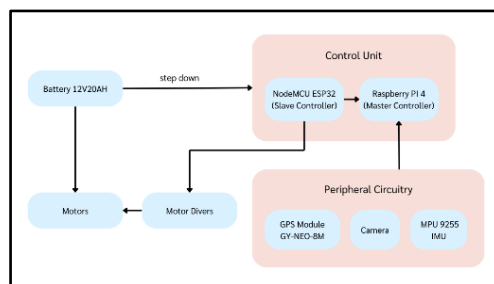 Control Unit
Battery 12V20AH
step down
NodeMCU ESP32
(Slave Controller)
Raspberry PI 4
(Master Controller)
Motors
Motor Divers
Peripheral Circuitry
GPS Module
GY-NEO-8M
Camera
MPU 9255
IMU